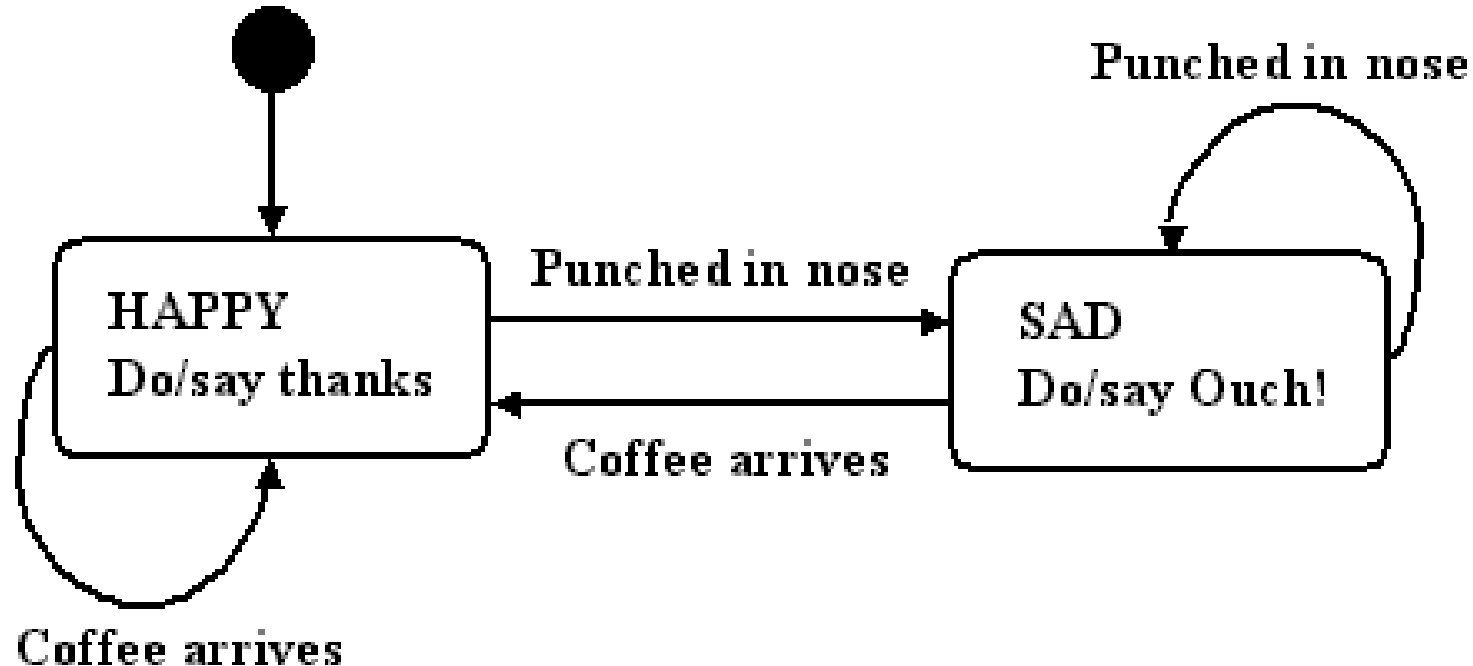 Punched in nose
Punched in nose
HAPPY
Do/say thanks
SAD
Do/say Ouch!
Coffee arrives
Coffee arrives